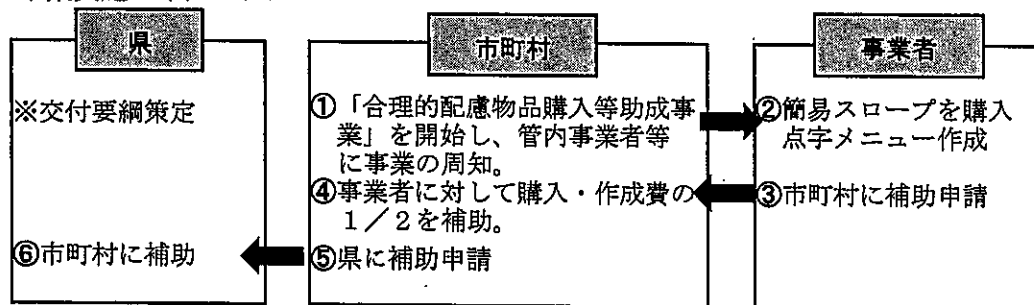 県
※交付要綱策定
⑥市町村に補助
市町村
①「合理的配慮物品購入等助成事
業」を開始し、管内事業者等
に事業の周知。
④事業者に対して購入・作成費の
1/2を補助。
⑤県に補助申請
事業者
②簡易スロープを購入
点字メニュー作成
③市町村に補助申請